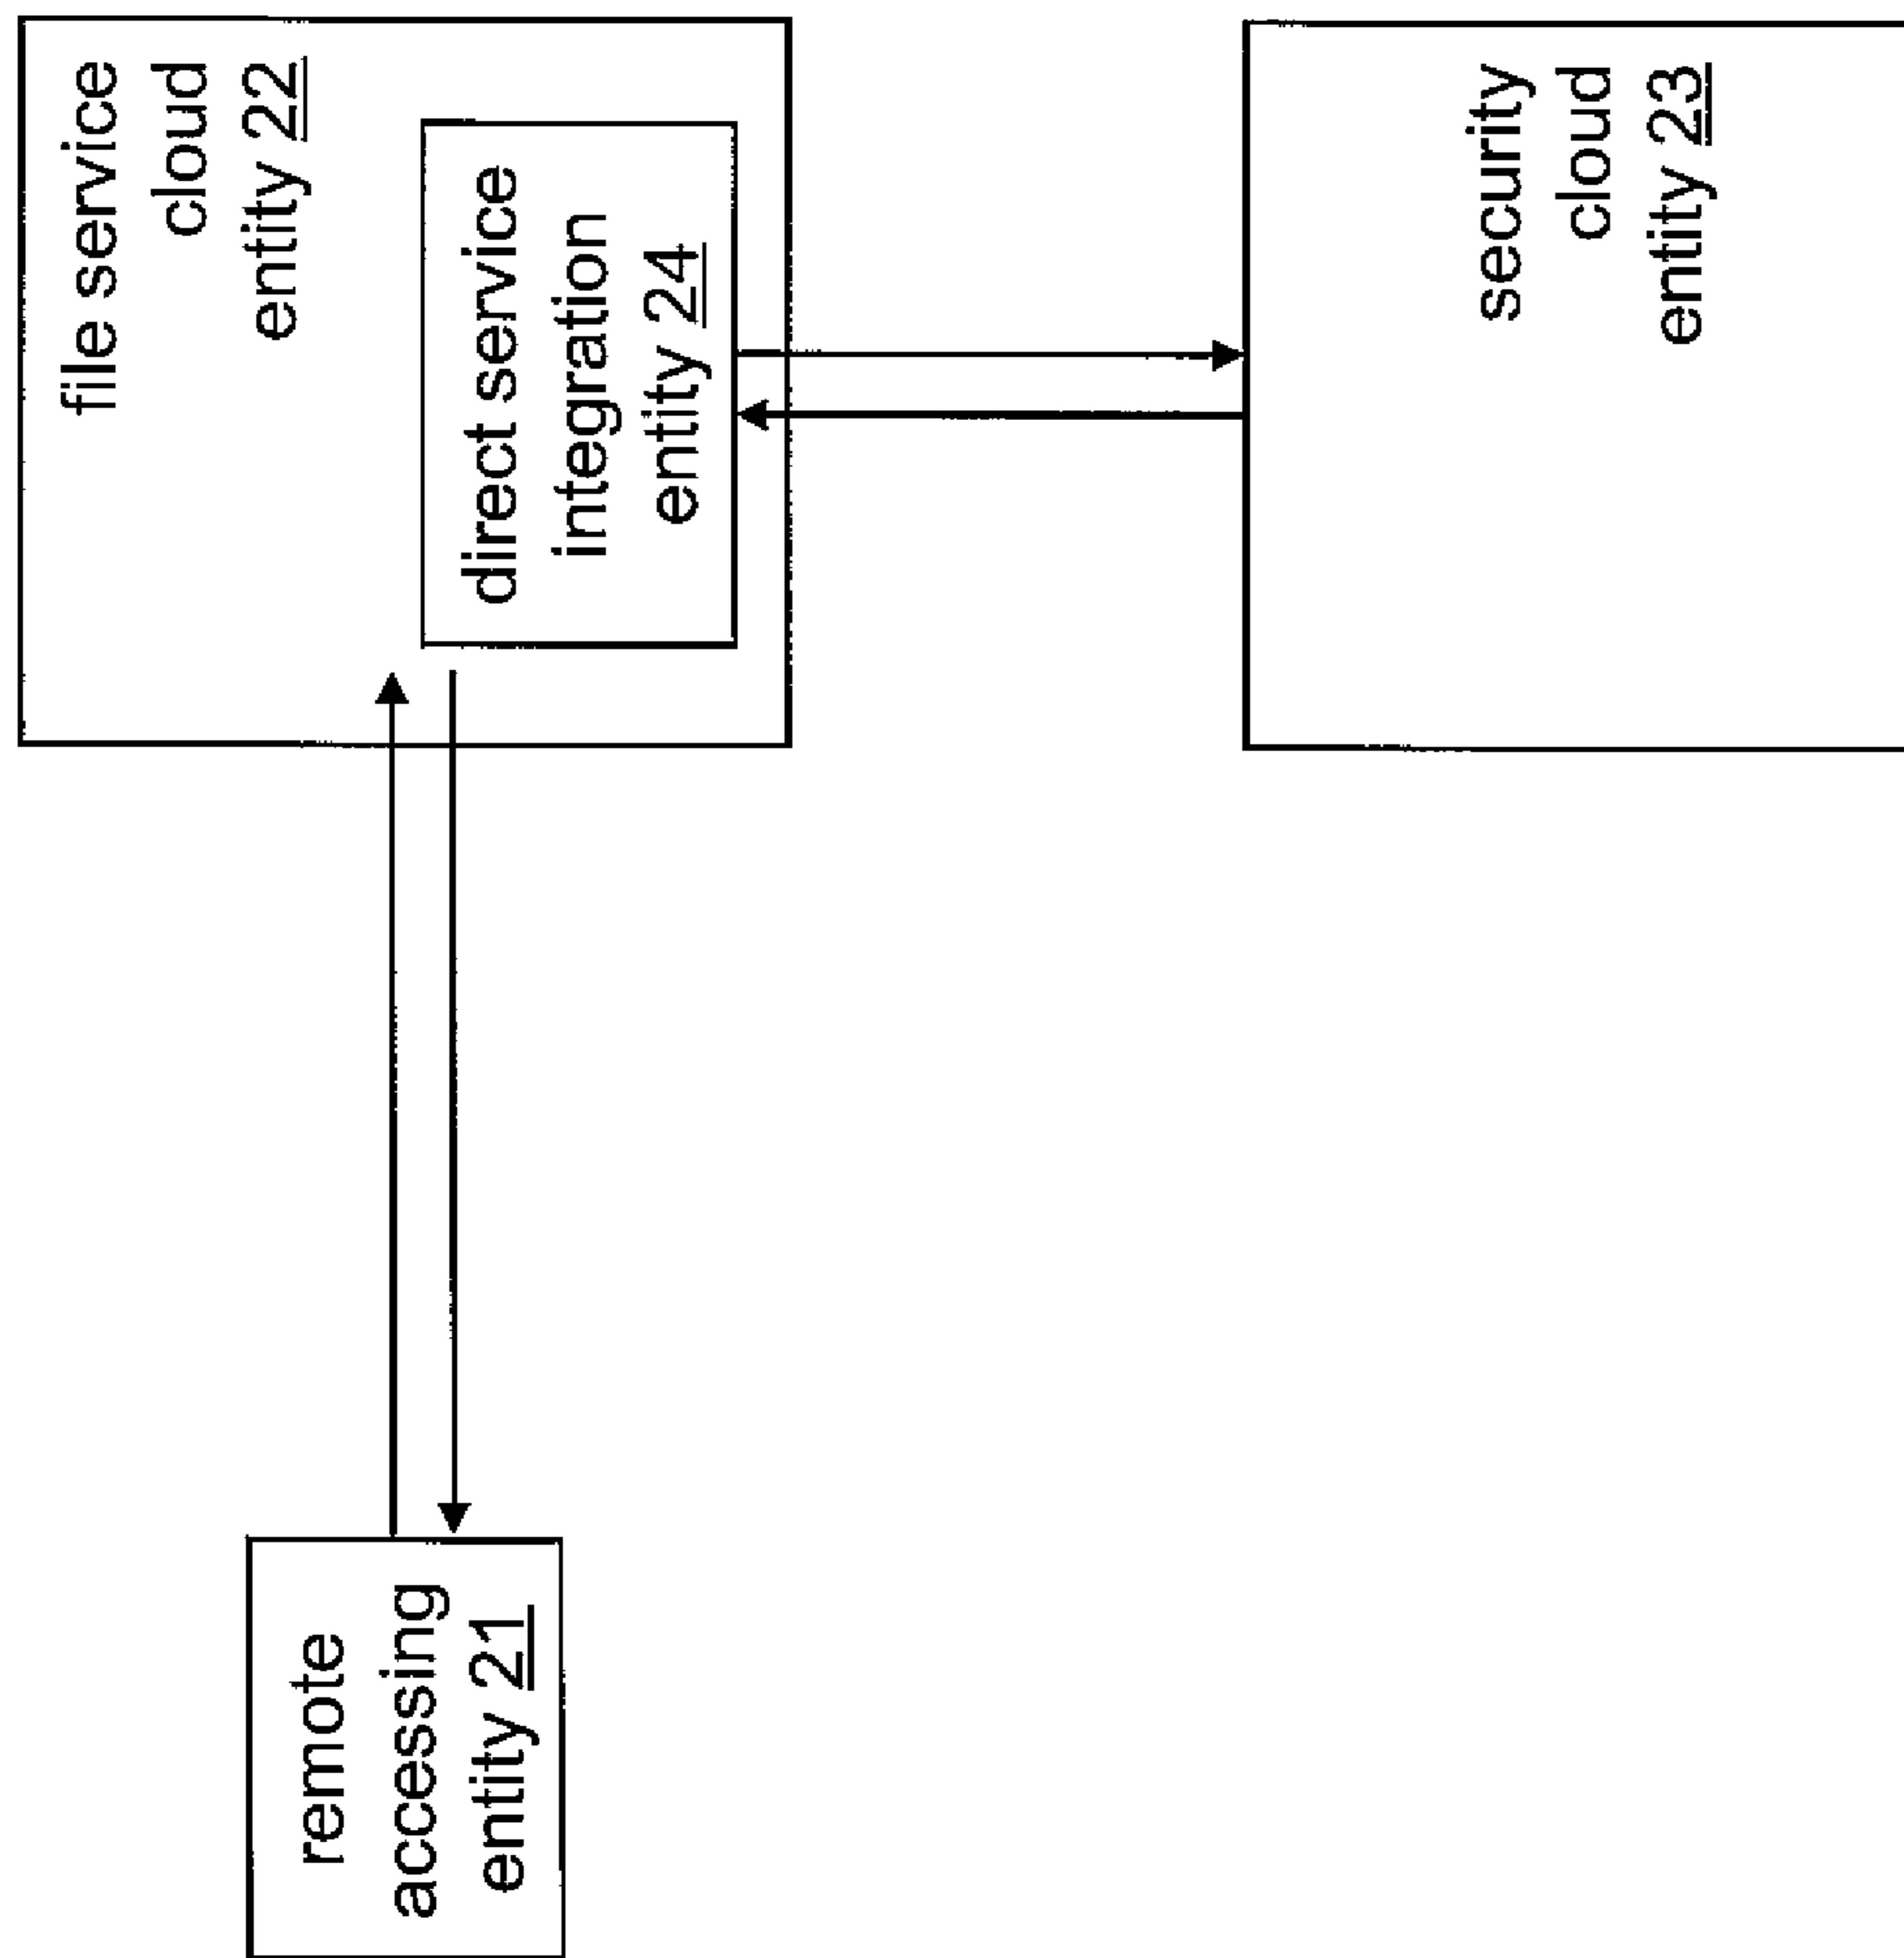 file service
cloud
entity 22
direct service
integration
entity 24
security
cloud
entity 23
remote
accessing
entity 21